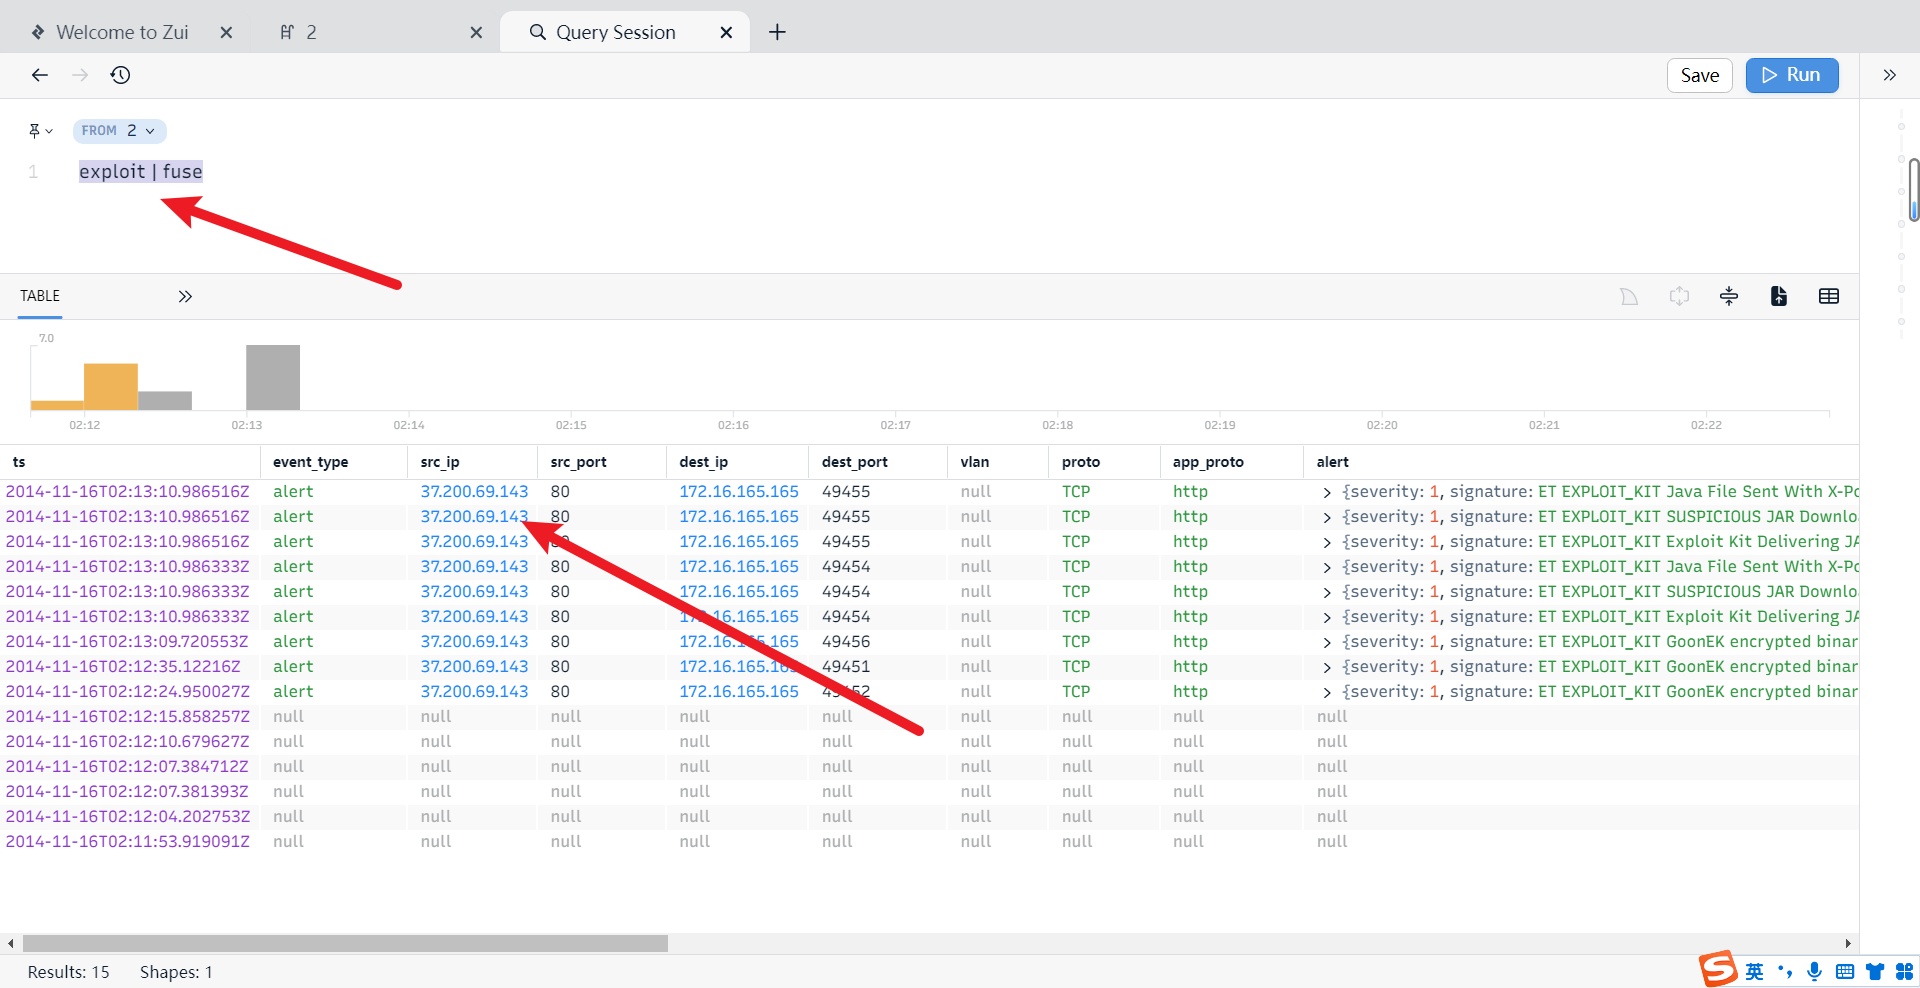 Welcome to Zui
2
Query Session
Save
Run
FROM 2
1
exploit | fuse
TABLE
7.0
02:12 02:13 02:14 02:15 02:16 02:17 02:18 02:19 02:20 02:21 02:22
ts event_type src_ip src_port dest_ip dest_port vlan proto app_proto alert
2014-11-16T02:13:10.986516Z alert 37.200.69.143 80 172.16.165.165 49455 null TCP http {severity: 1, signature: ET EXPLOIT_KIT Java File Sent With X-Po
2014-11-16T02:13:10.986516Z alert 37.200.69.143 80 172.16.165.165 49455 null TCP http {severity: 1, signature: ET EXPLOIT_KIT SUSPICIOUS JAR Downlo
2014-11-16T02:13:10.986516Z alert 37.200.69.143 80 172.16.165.165 49455 null TCP http {severity: 1, signature: ET EXPLOIT_KIT Exploit Kit Delivering JA
2014-11-16T02:13:10.986333Z alert 37.200.69.143 80 172.16.165.165 49454 null TCP http {severity: 1, signature: ET EXPLOIT_KIT Java File Sent With X-Po
2014-11-16T02:13:10.986333Z alert 37.200.69.143 80 172.16.165.165 49454 null TCP http {severity: 1, signature: ET EXPLOIT_KIT SUSPICIOUS JAR Downlo
2014-11-16T02:13:10.986333Z alert 37.200.69.143 80 172.16.165.165 49454 null TCP http {severity: 1, signature: ET EXPLOIT_KIT Exploit Kit Delivering JA
2014-11-16T02:13:09.720553Z alert 37.200.69.143 80 172.16.165.165 49456 null TCP http {severity: 1, signature: ET EXPLOIT_KIT GoonEK encrypted binar
2014-11-16T02:12:35.12216Z alert 37.200.69.143 80 172.16.165.165 49451 null TCP http {severity: 1, signature: ET EXPLOIT_KIT GoonEK encrypted binar
2014-11-16T02:12:24.950027Z alert 37.200.69.143 80 172.16.165.165 49452 null TCP http {severity: 1, signature: ET EXPLOIT_KIT GoonEK encrypted binar
2014-11-16T02:12:15.858257Z null null null null null null null null null
2014-11-16T02:12:10.679627Z null null null null null null null null null
2014-11-16T02:12:07.384712Z null null null null null null null null null
2014-11-16T02:12:07.381393Z null null null null null null null null null
2014-11-16T02:12:04.202753Z null null null null null null null null null
2014-11-16T02:11:53.919091Z null null null null null null null null null
Results: 15 Shapes: 1
英